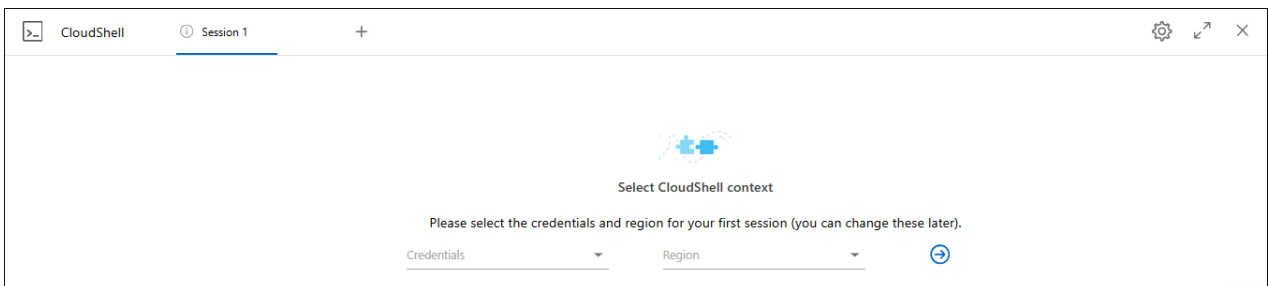 CloudShell
Session 1
Select CloudShell context
Please select the credentials and region for your first session (you can change these later).
Credentials
Region